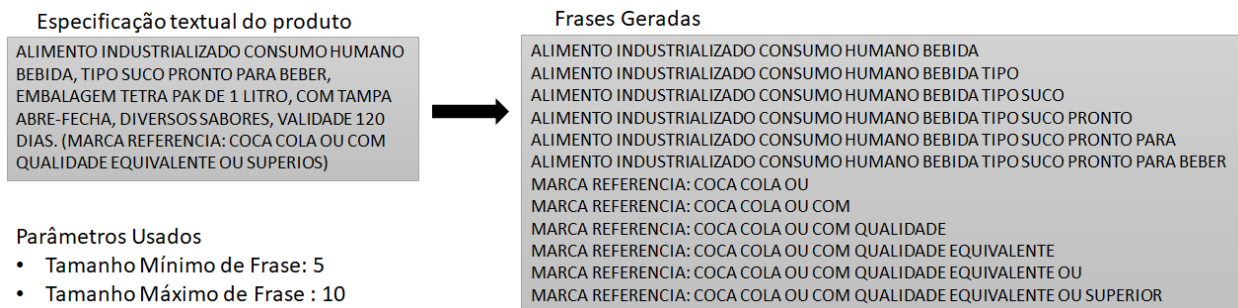 Especificação textual do produto
ALIMENTO INDUSTRIALIZADO CONSUMO HUMANO
BEBIDA, TIPO SUCO PRONTO PARA BEBER,
EMBALAGEM TETRA PAK DE 1 LITRO, COM TAMPA
ABRE-FECHA, DIVERSOS SABORES, VALIDADE 120
DIAS. (MARCA REFERENCIA: COCA COLA OU COM
QUALIDADE EQUIVALENTE OU SUPERIOS)
Parâmetros Usados
• Tamanho Mínimo de Frase: 5
• Tamanho Máximo de Frase : 10
Frases Geradas
ALIMENTO INDUSTRIALIZADO CONSUMO HUMANO BEBIDA
ALIMENTO INDUSTRIALIZADO CONSUMO HUMANO BEBIDA TIPO
ALIMENTO INDUSTRIALIZADO CONSUMO HUMANO BEBIDA TIPO SUCO
ALIMENTO INDUSTRIALIZADO CONSUMO HUMANO BEBIDA TIPO SUCO PRONTO
ALIMENTO INDUSTRIALIZADO CONSUMO HUMANO BEBIDA TIPO SUCO PRONTO PARA
ALIMENTO INDUSTRIALIZADO CONSUMO HUMANO BEBIDA TIPO SUCO PRONTO PARA BEBER
MARCA REFERENCIA: COCA COLA OU
MARCA REFERENCIA: COCA COLA OU COM
MARCA REFERENCIA: COCA COLA OU COM QUALIDADE
MARCA REFERENCIA: COCA COLA OU COM QUALIDADE EQUIVALENTE
MARCA REFERENCIA: COCA COLA OU COM QUALIDADE EQUIVALENTE OU
MARCA REFERENCIA: COCA COLA OU COM QUALIDADE EQUIVALENTE OU SUPERIOR